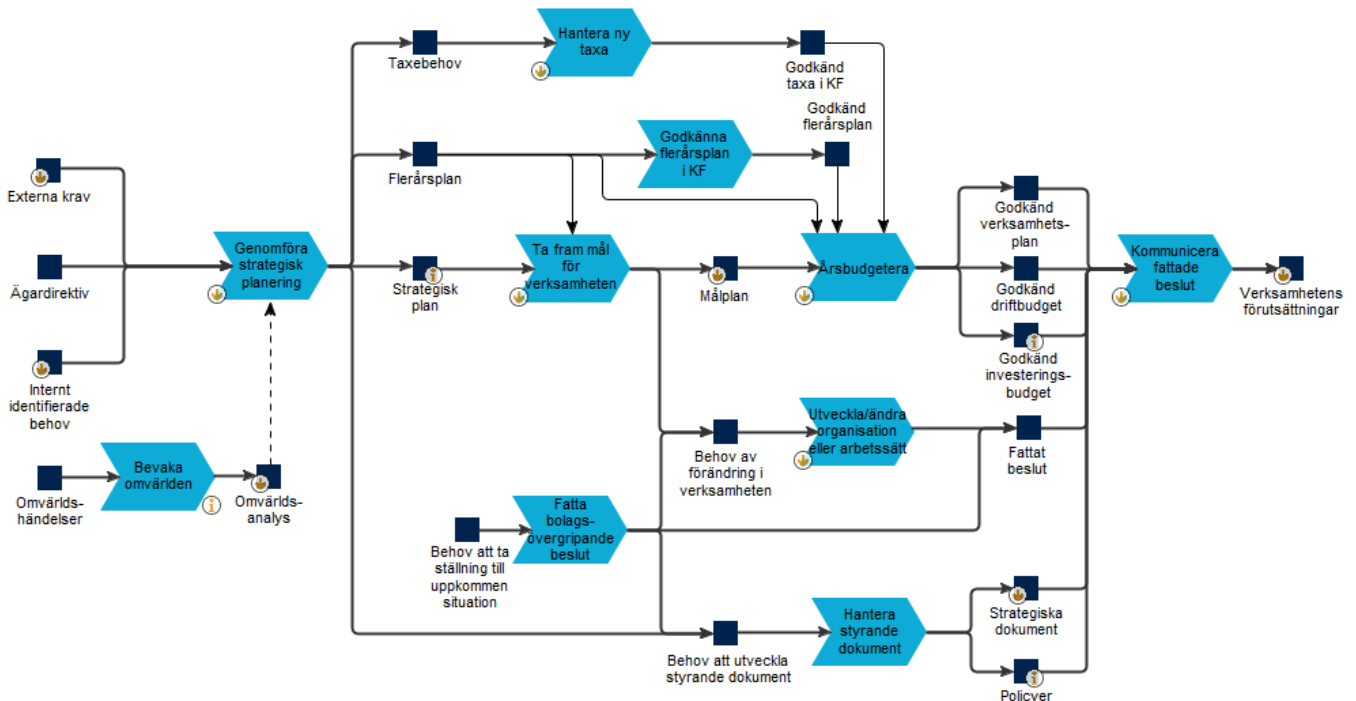 Hantera ny
taxa
Taxebehov
Godkänd
taxa i KF
Godkänd
flerårsplan
Godkänna
flerårsplan
i KF
Flerårsplan
Externa krav
Godkänd
verksamhets-
plan
Genomföra
strategisk
planering
Ta fram mål
för
verksamheten
Årsbudgetera
Kommunicera
fattade
beslut
Ägardirektiv
Strategisk
plan
Målplan
Godkänd
driftbudget
Verksamhetens
förutsättningar
Godkänd
investerings-
budget
Internt
identifierade
behov
Utveckla/ändra
organisation
eller arbetssätt
Behov av
förändring i
verksamheten
Fattat
beslut
Bevaka
omvärlden
Omvärlds-
händelser
Omvärlds-
analys
Fatta
bolags-
övergripande
beslut
Behov att ta
ställning till
uppkommen
situation
Hantera
styrande
dokument
Strategiska
dokument
Behov att utveckla
styrande dokument
Policyer